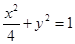 x²/4 + y² = 1